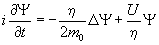 i ∂Ψ/∂t = − η/2m₀ ΔΨ + U/η Ψ